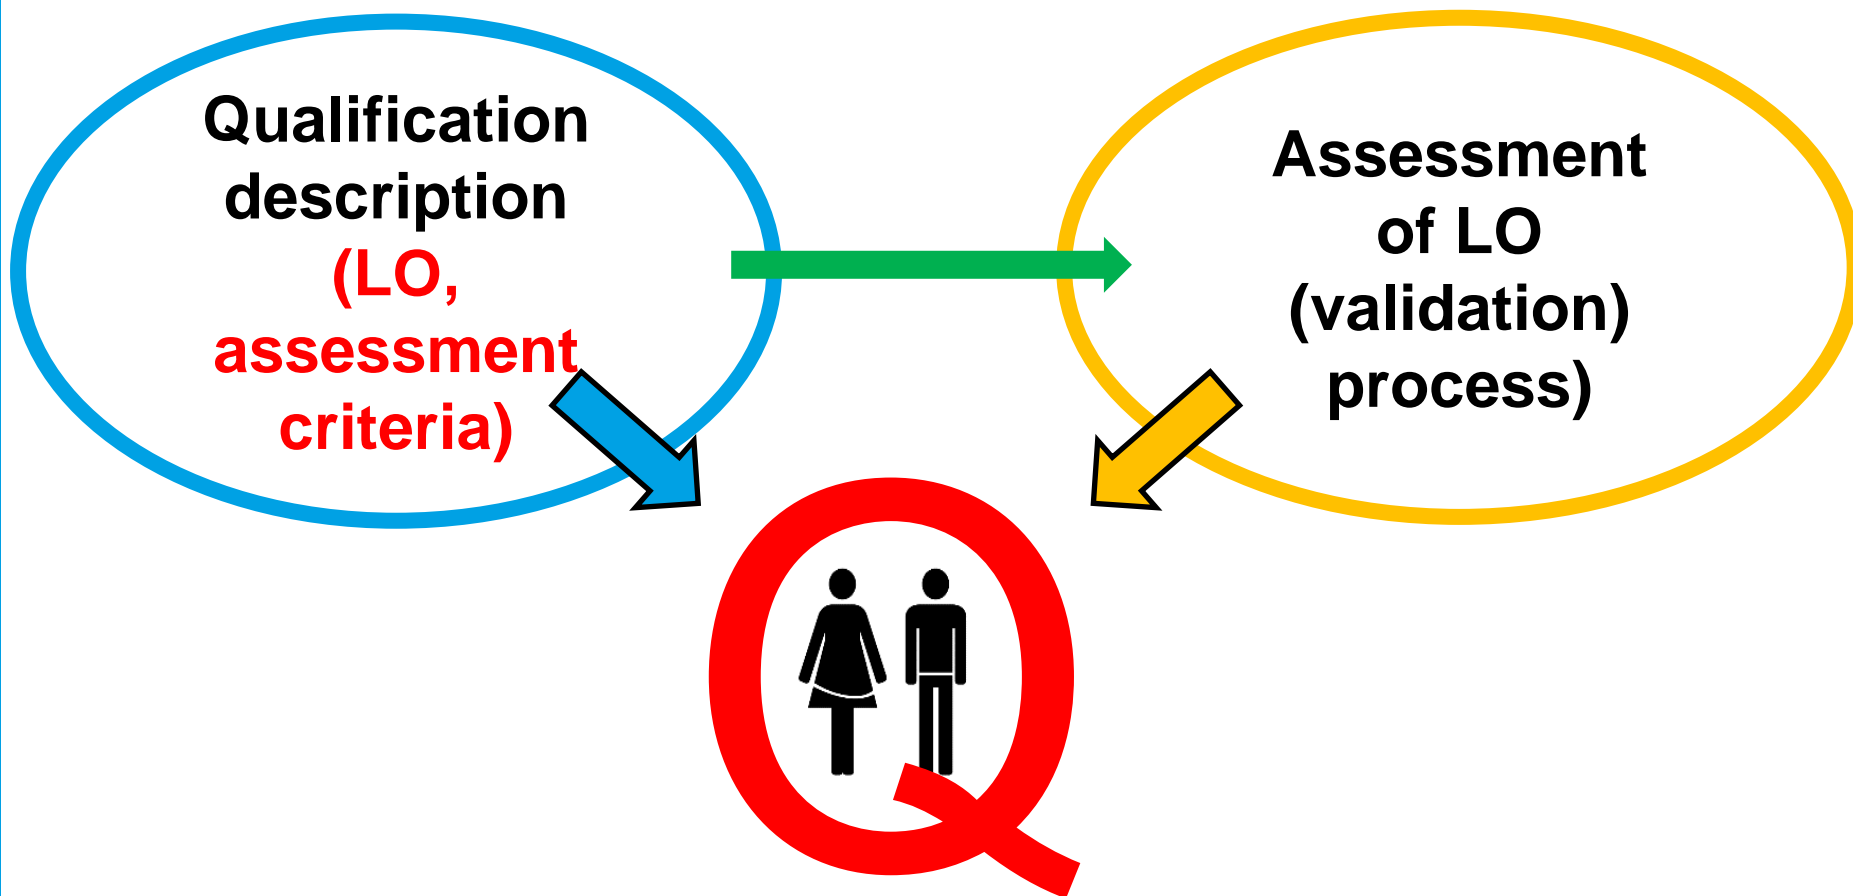 Qualification
description
(LO,
assessment
criteria)
Assessment
of LO
(validation)
process)
Q